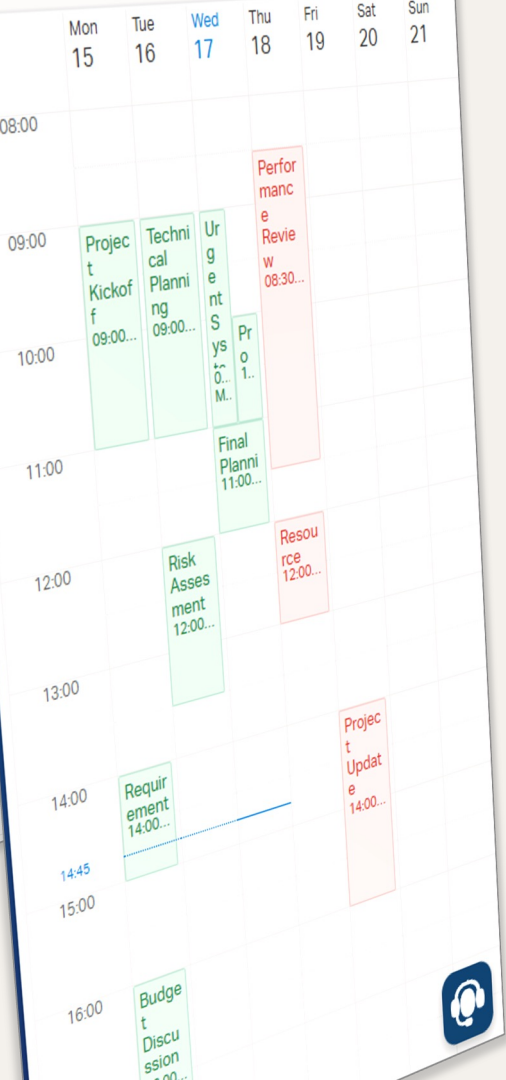 Mon Tue Wed Thu Fri Sat Sun
15 16 17 18 19 20 21
08:00
09:00
10:00
11:00
12:00
13:00
14:00
14:45
15:00
16:00
Projec
t
Kickof
f
09:00...
Requir
ement
14:00...
Budge
t
Discu
ssion
Techni
cal
Planni
ng
09:00...
Risk
Asses
ment
12:00...
Ur
g
e
nt
S
ys
0..
M..
Pr
o
1..
Final
Planni
11:00...
Perfor
manc
e
Revie
w
08:30...
Resou
rce
12:00...
Projec
t
Updat
e
14:00...